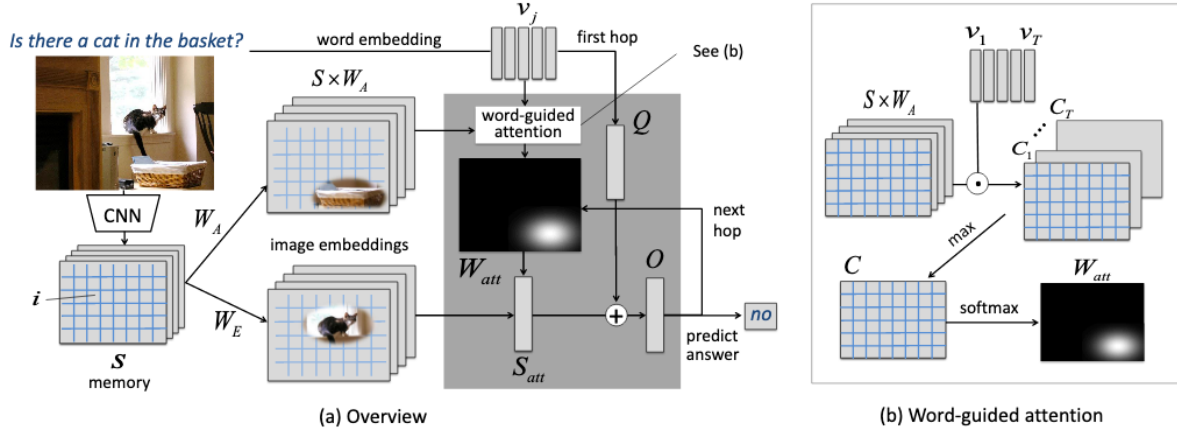 Is there a cat in the basket?
word embedding
v_j
first hop
See (b)
S × W_A
word-guided
attention
Q
CNN
W_A
next
hop
image embeddings
W_att
O
i
W_E
+
no
predict
answer
S
memory
S_att
(a) Overview
v_1
v_T
S × W_A
C_T
C_1
max
C
W_att
softmax
(b) Word-guided attention